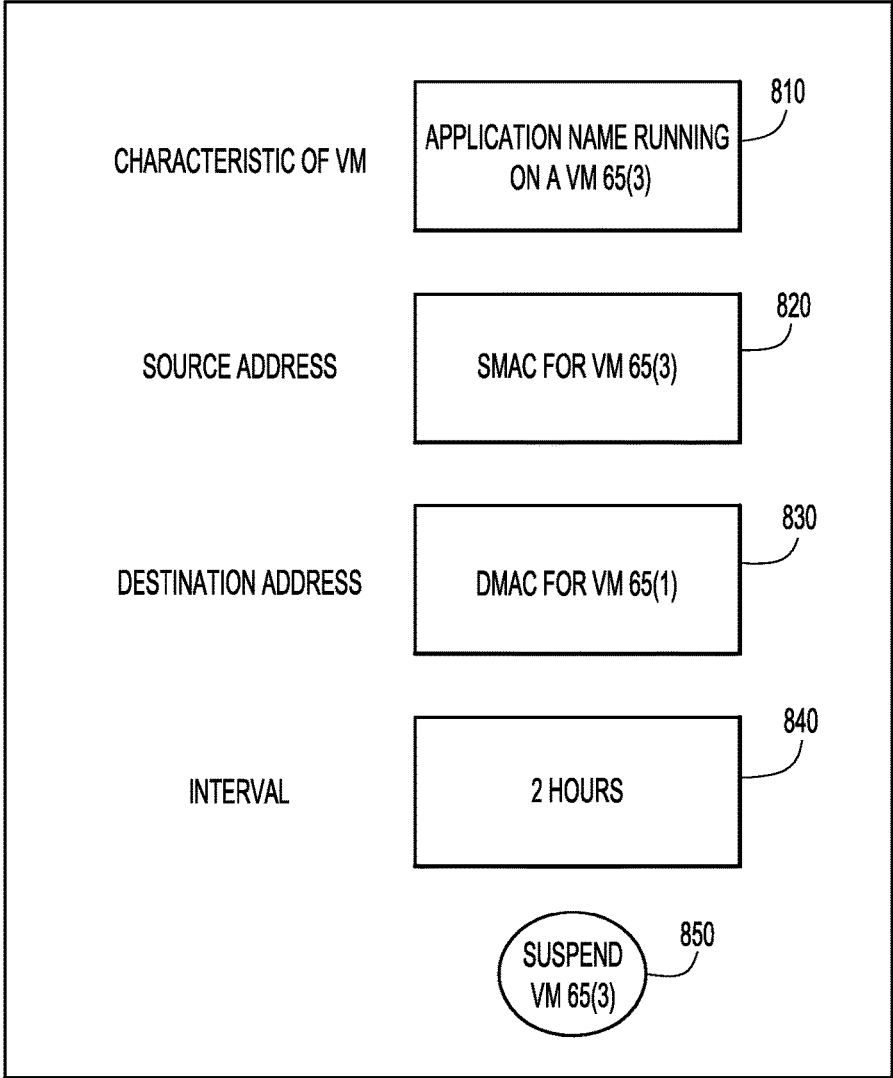 810
CHARACTERISTIC OF VM
APPLICATION NAME RUNNING
ON A VM 65(3)
820
SOURCE ADDRESS
SMAC FOR VM 65(3)
830
DESTINATION ADDRESS
DMAC FOR VM 65(1)
840
INTERVAL
2 HOURS
850
SUSPEND
VM 65(3)